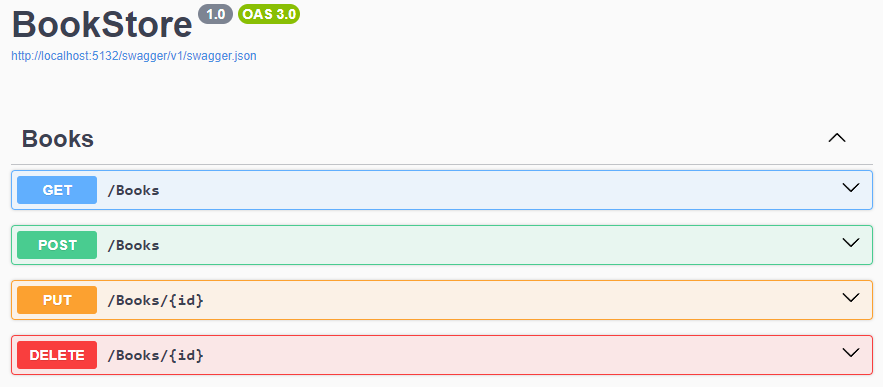 BookStore 1.0 OAS 3.0
http://localhost:5132/swagger/v1/swagger.json
Books
GET /Books
POST /Books
PUT /Books/{id}
DELETE /Books/{id}